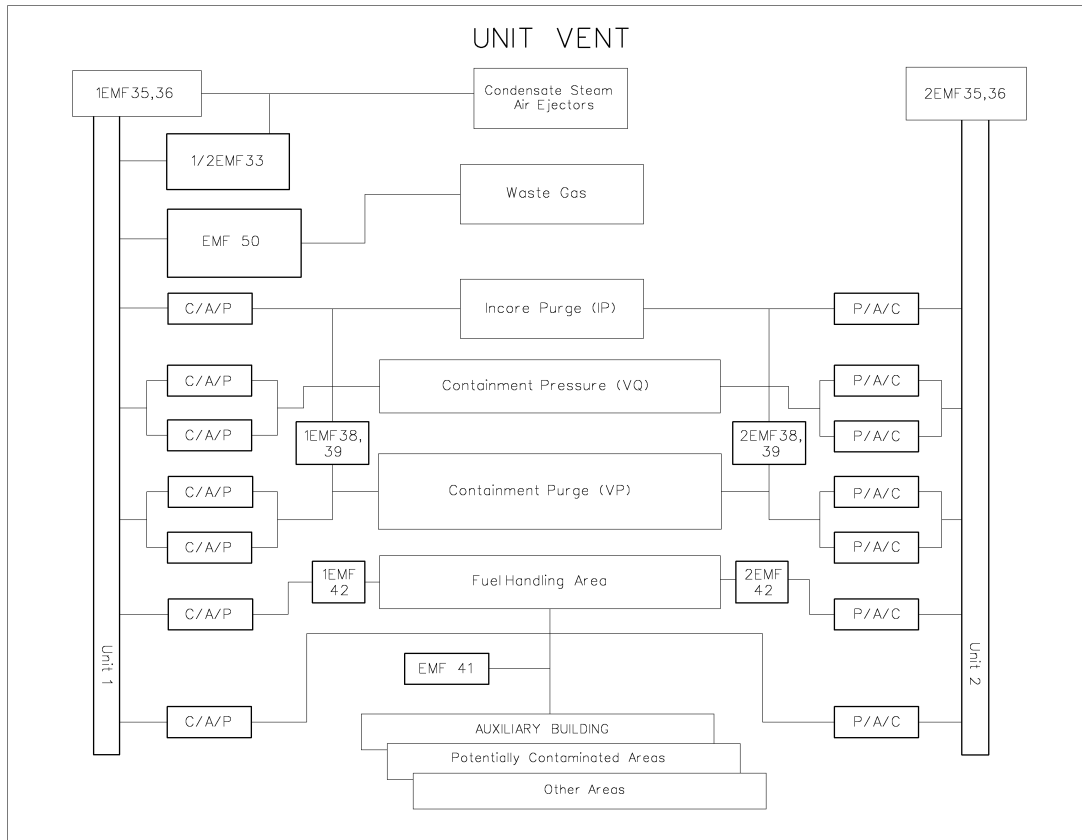 UNIT VENT
1EMF35,36
Condensate Steam
Air Ejectors
2EMF35,36
1/2EMF33
Waste Gas
EMF 50
C/A/P
Incore Purge (IP)
P/A/C
C/A/P
Containment Pressure (VQ)
P/A/C
C/A/P
1EMF38,
39
2EMF38,
39
P/A/C
C/A/P
Containment Purge (VP)
P/A/C
C/A/P
P/A/C
1EMF
42
Fuel Handling Area
2EMF
42
C/A/P
P/A/C
Unit 1
EMF 41
Unit 2
C/A/P
AUXILIARY BUILDING
P/A/C
Potentially Contaminated Areas
Other Areas